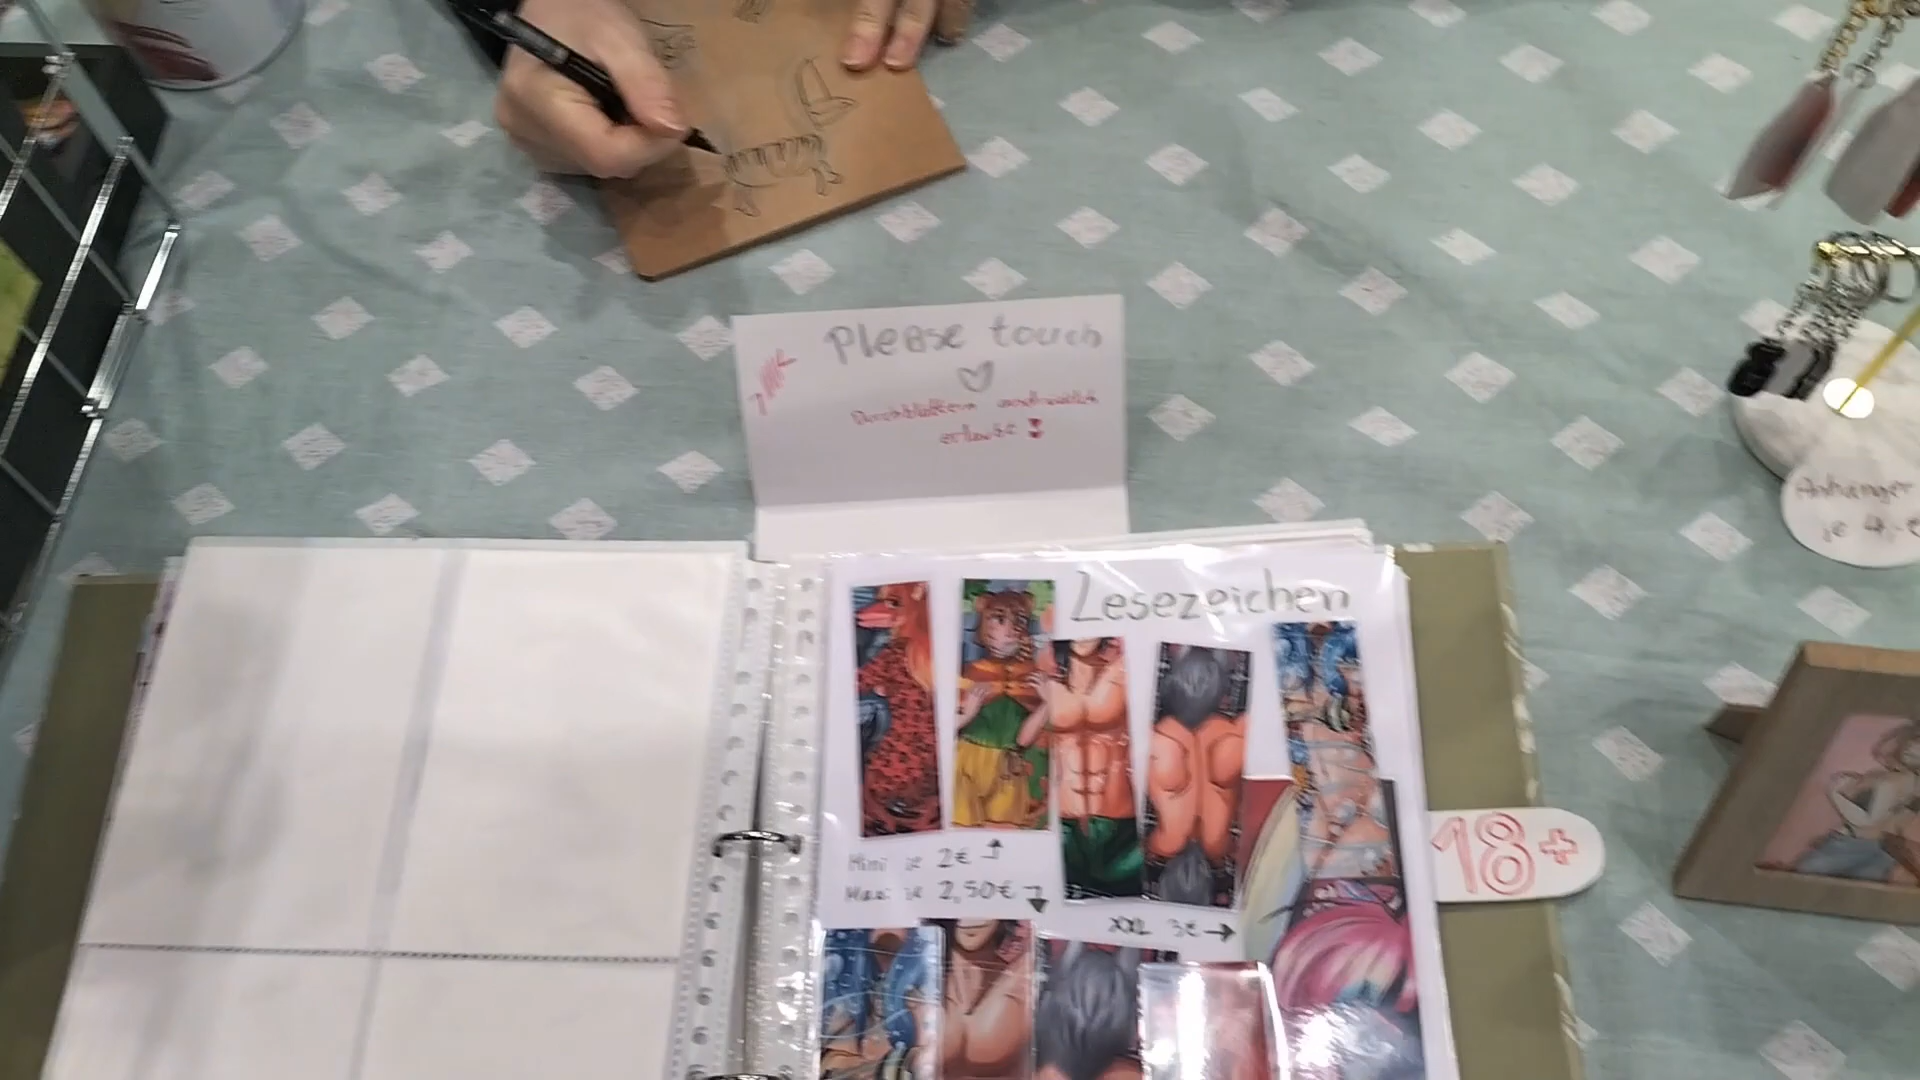 Please touch
Durchblättern ausdrücklich
erlaubt
Anhänger
je 4,-€
Lesezeichen
18+
Mini je 2€
Maxi je 2,50€
XXL 3€